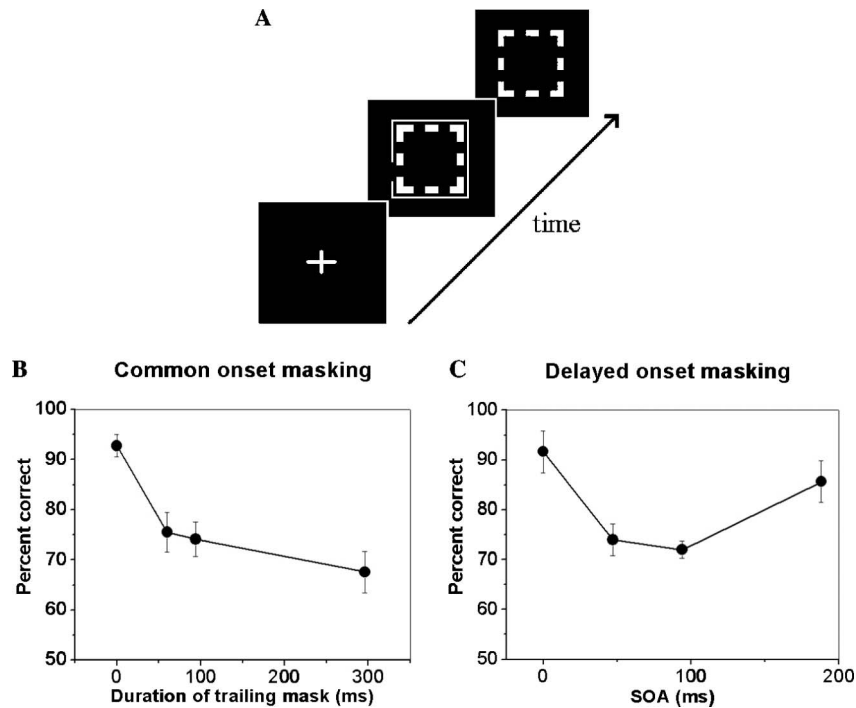 A
time
B Common onset masking
100
90
80
70
60
50
Percent correct
0 100 200 300
Duration of trailing mask (ms)
C Delayed onset masking
100
90
80
70
60
50
Percent correct
0 100 200
SOA (ms)